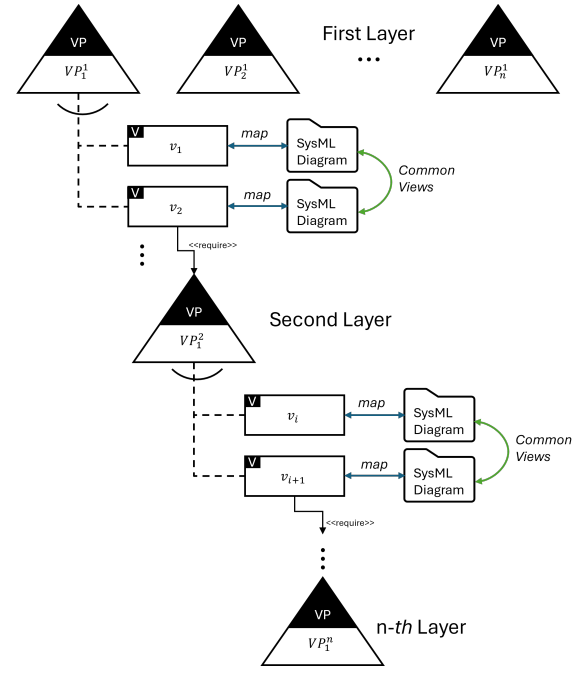 First Layer
VP
VP
VP
$VP_1^1$
$VP_2^1$
•••
$VP_n^1$
V
$v_1$
map
SysML
Diagram
Common
Views
V
$v_2$
map
SysML
Diagram
<<require>>
VP
$VP_1^2$
Second Layer
V
$v_i$
map
SysML
Diagram
Common
Views
V
$v_{i+1}$
map
SysML
Diagram
<<require>>
VP
$VP_1^n$
n-th Layer